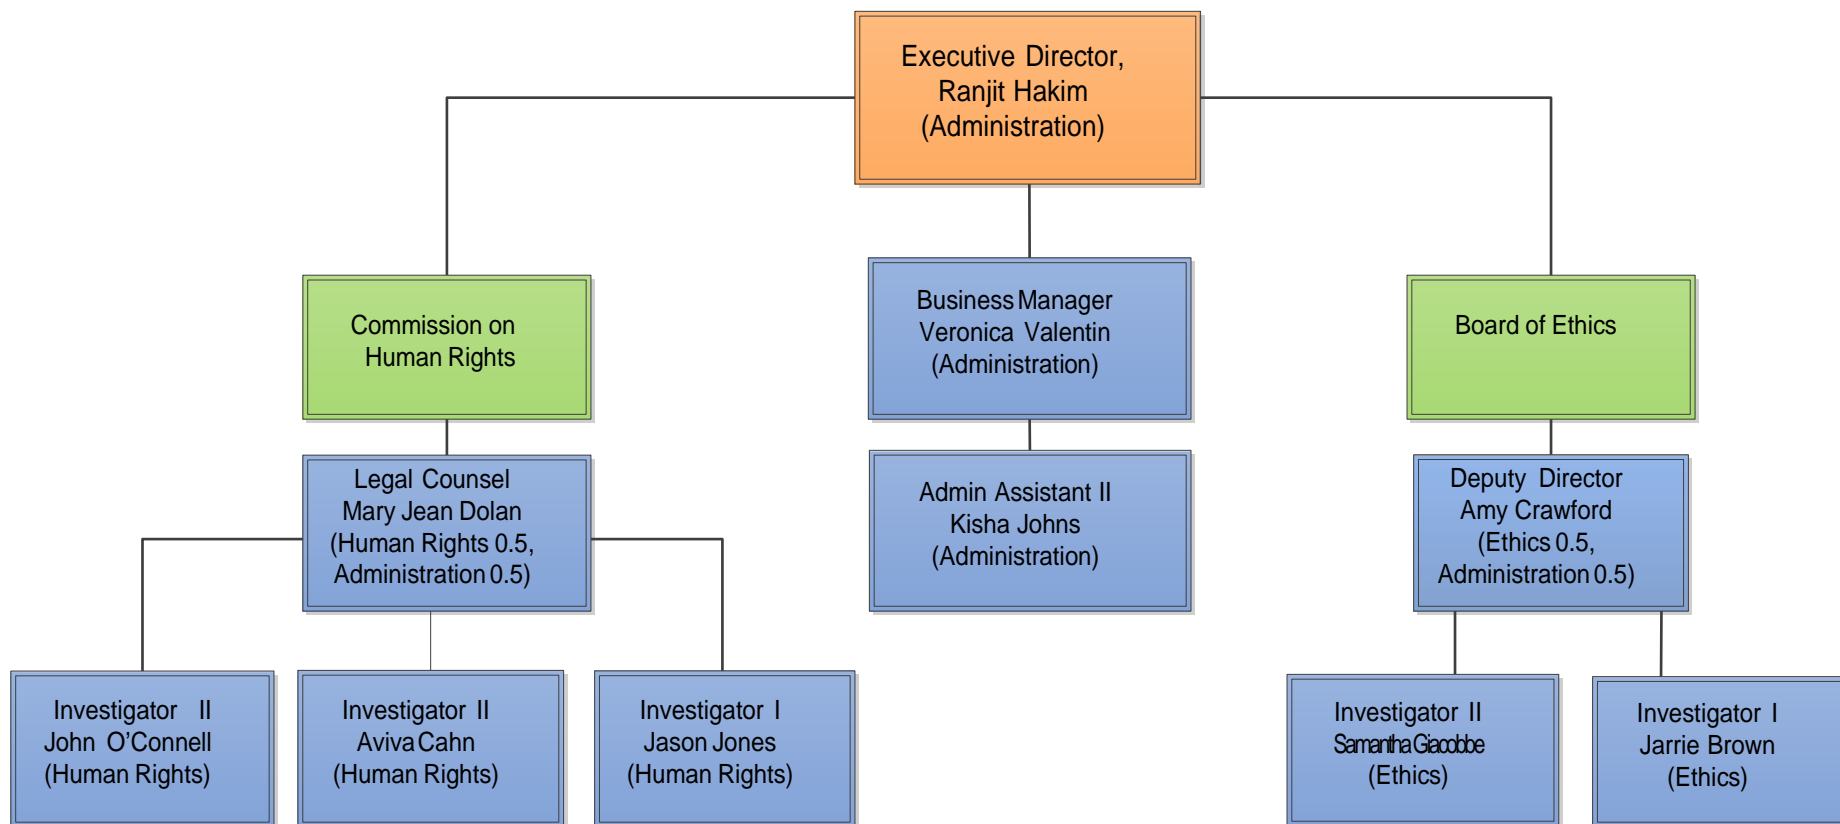 Executive Director,
Ranjit Hakim
(Administration)
Commission on
Human Rights
Business Manager
Veronica Valentin
(Administration)
Board of Ethics
Legal Counsel
Mary Jean Dolan
(Human Rights 0.5,
Administration 0.5)
Admin Assistant II
Kisha Johns
(Administration)
Deputy Director
Amy Crawford
(Ethics 0.5,
Administration 0.5)
Investigator II
John O’Connell
(Human Rights)
Investigator II
Aviva Cahn
(Human Rights)
Investigator I
Jason Jones
(Human Rights)
Investigator II
Samantha Giacobbe
(Ethics)
Investigator I
Jarrie Brown
(Ethics)